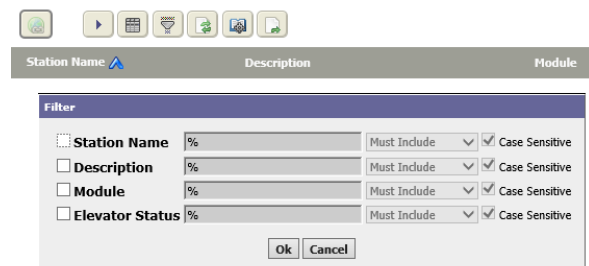 Station Name Description Module
Filter
Station Name % Must Include Case Sensitive
Description % Must Include Case Sensitive
Module % Must Include Case Sensitive
Elevator Status % Must Include Case Sensitive
Ok Cancel